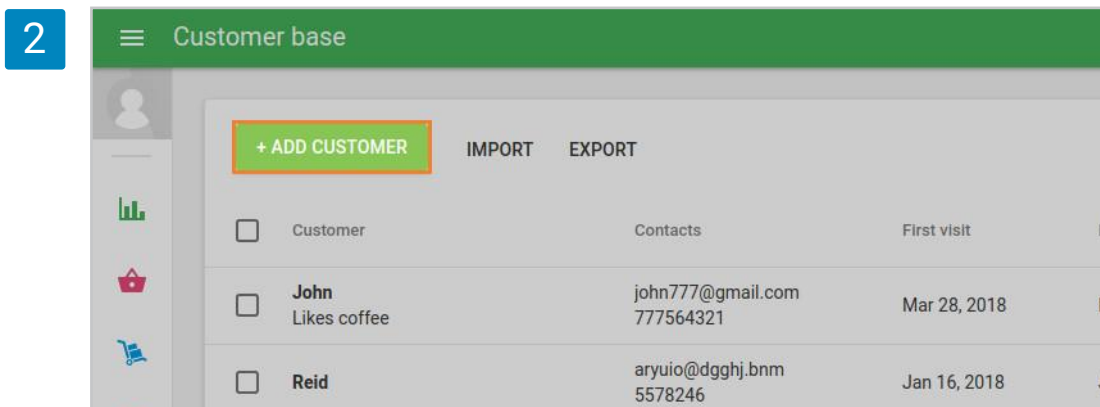 2
Customer base
+ ADD CUSTOMER IMPORT EXPORT
Customer Contacts First visit
John john777@gmail.com Mar 28, 2018
Likes coffee 777564321
Reid aryuio@dgghj.bnm Jan 16, 2018
5578246